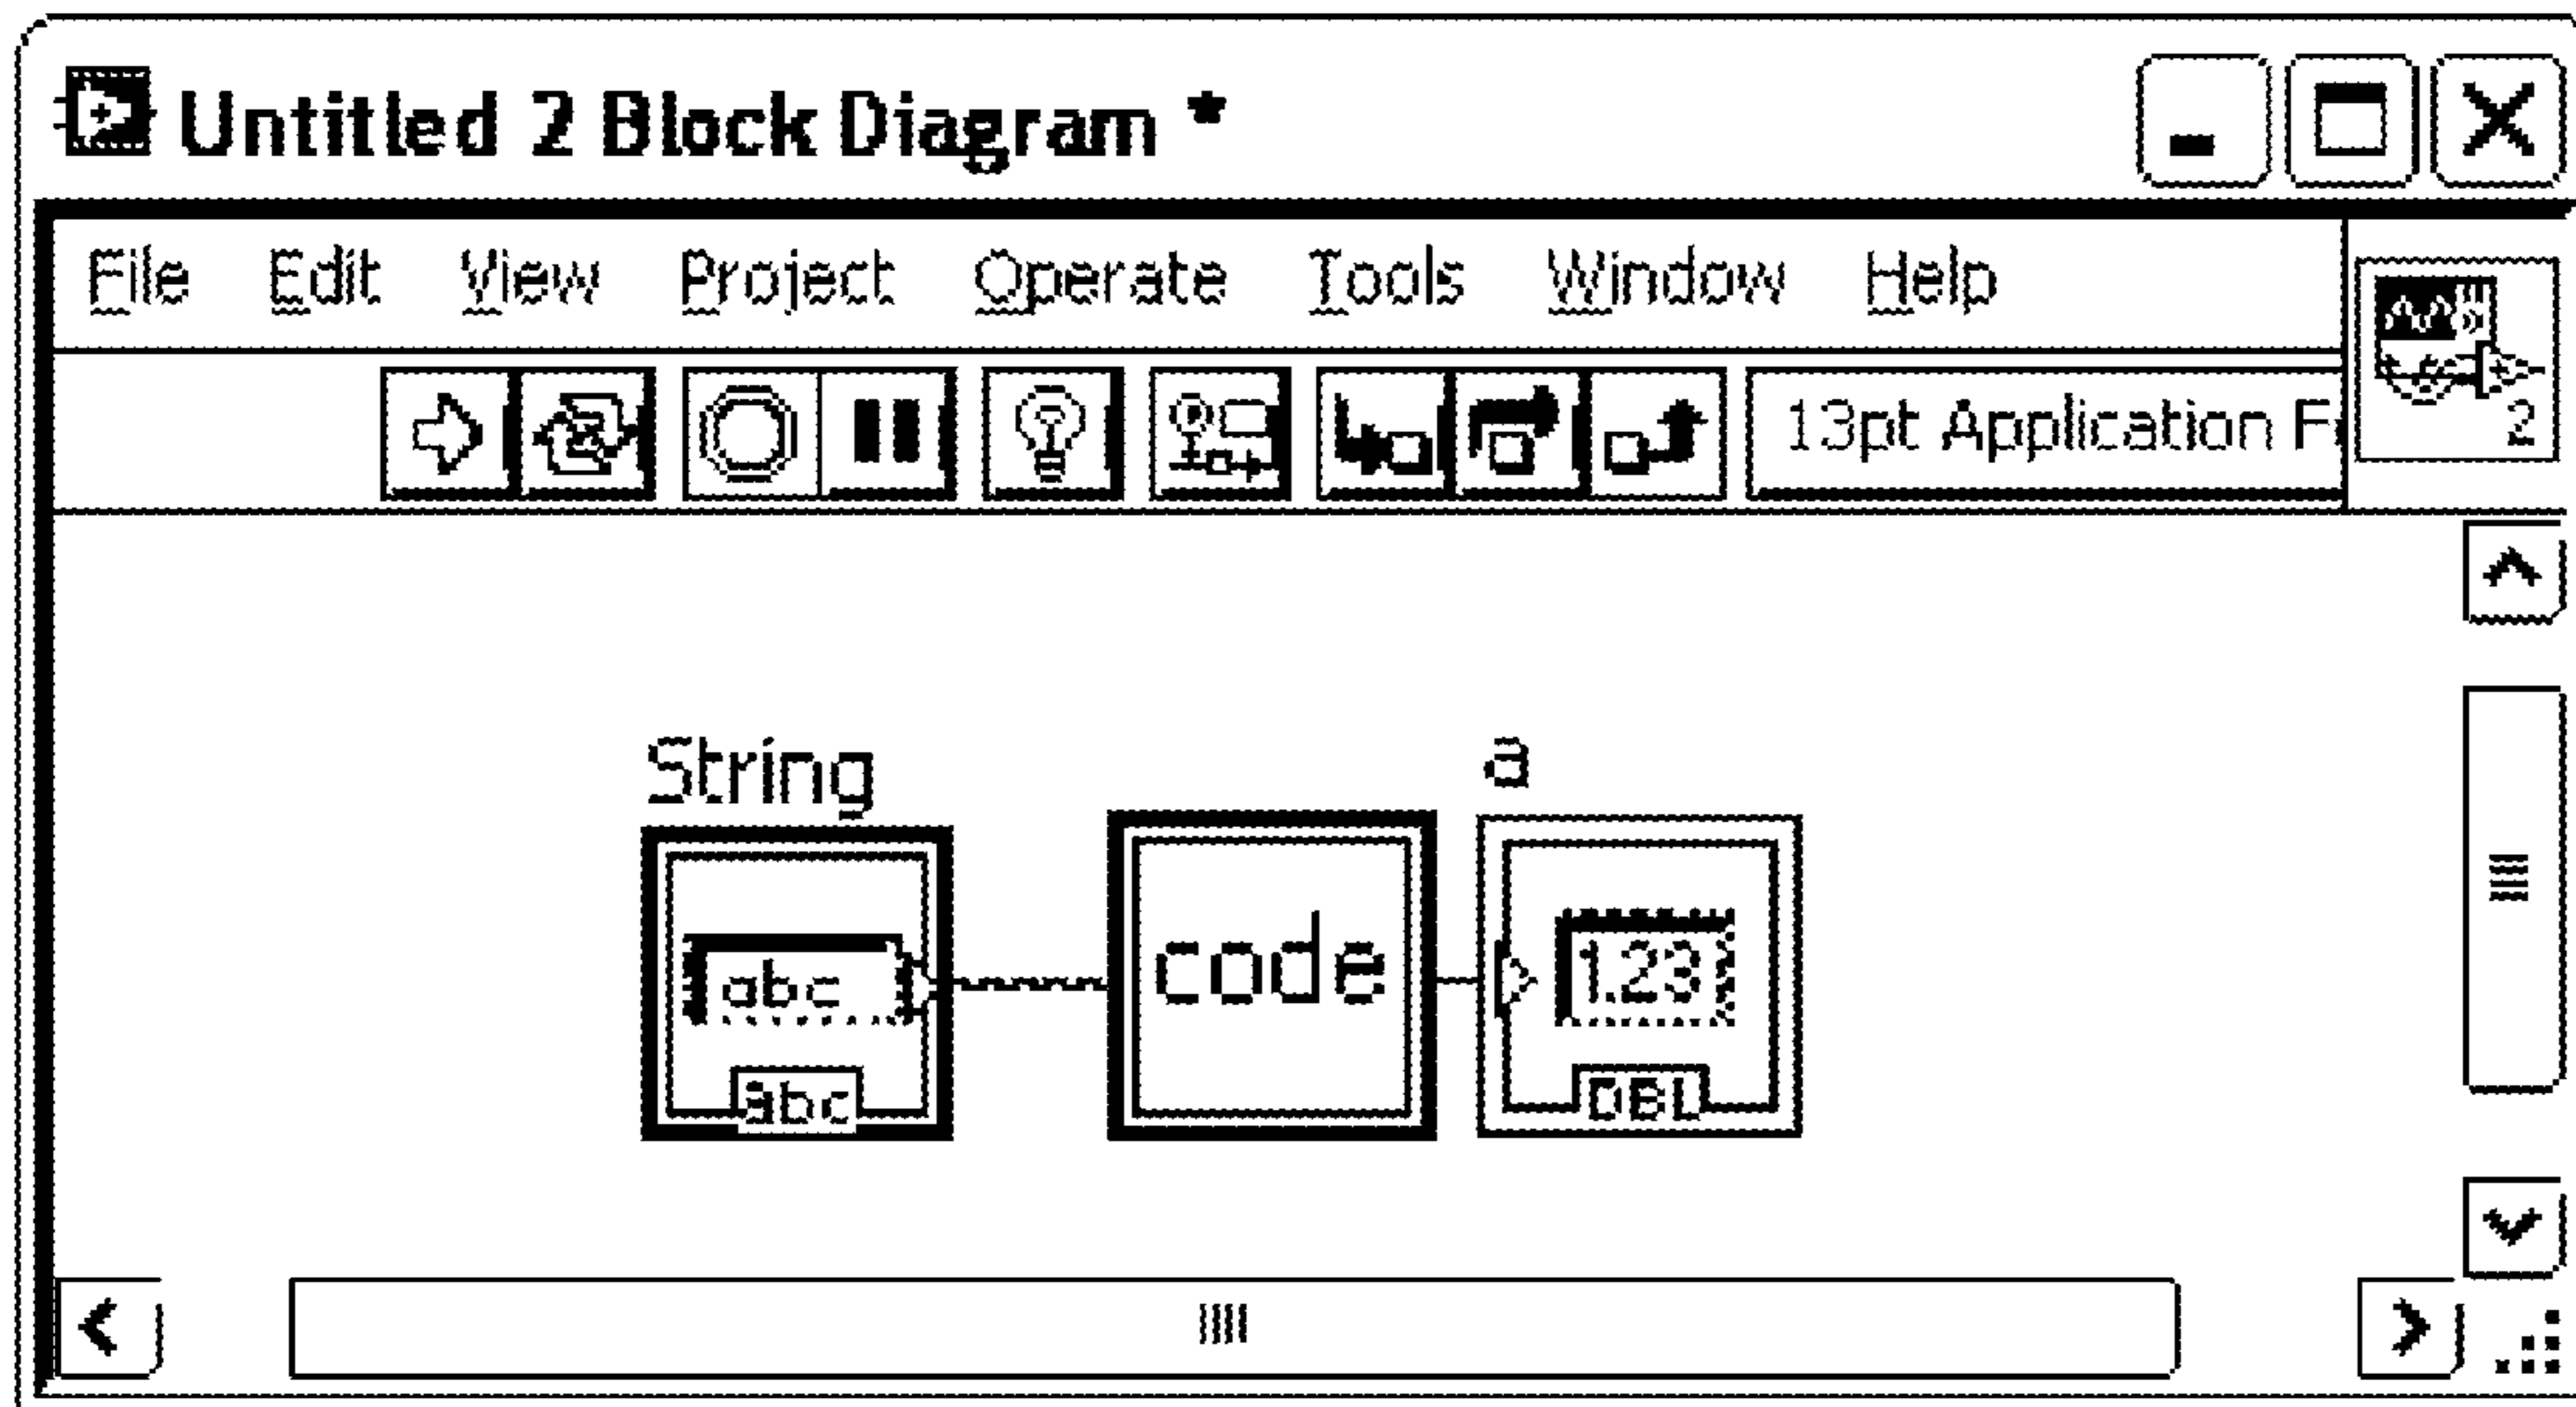 Untitled 2 Block Diagram *
File Edit View Project Operate Tools Window Help
13pt Application F
2
String a
abc code 1.23
abc DBL